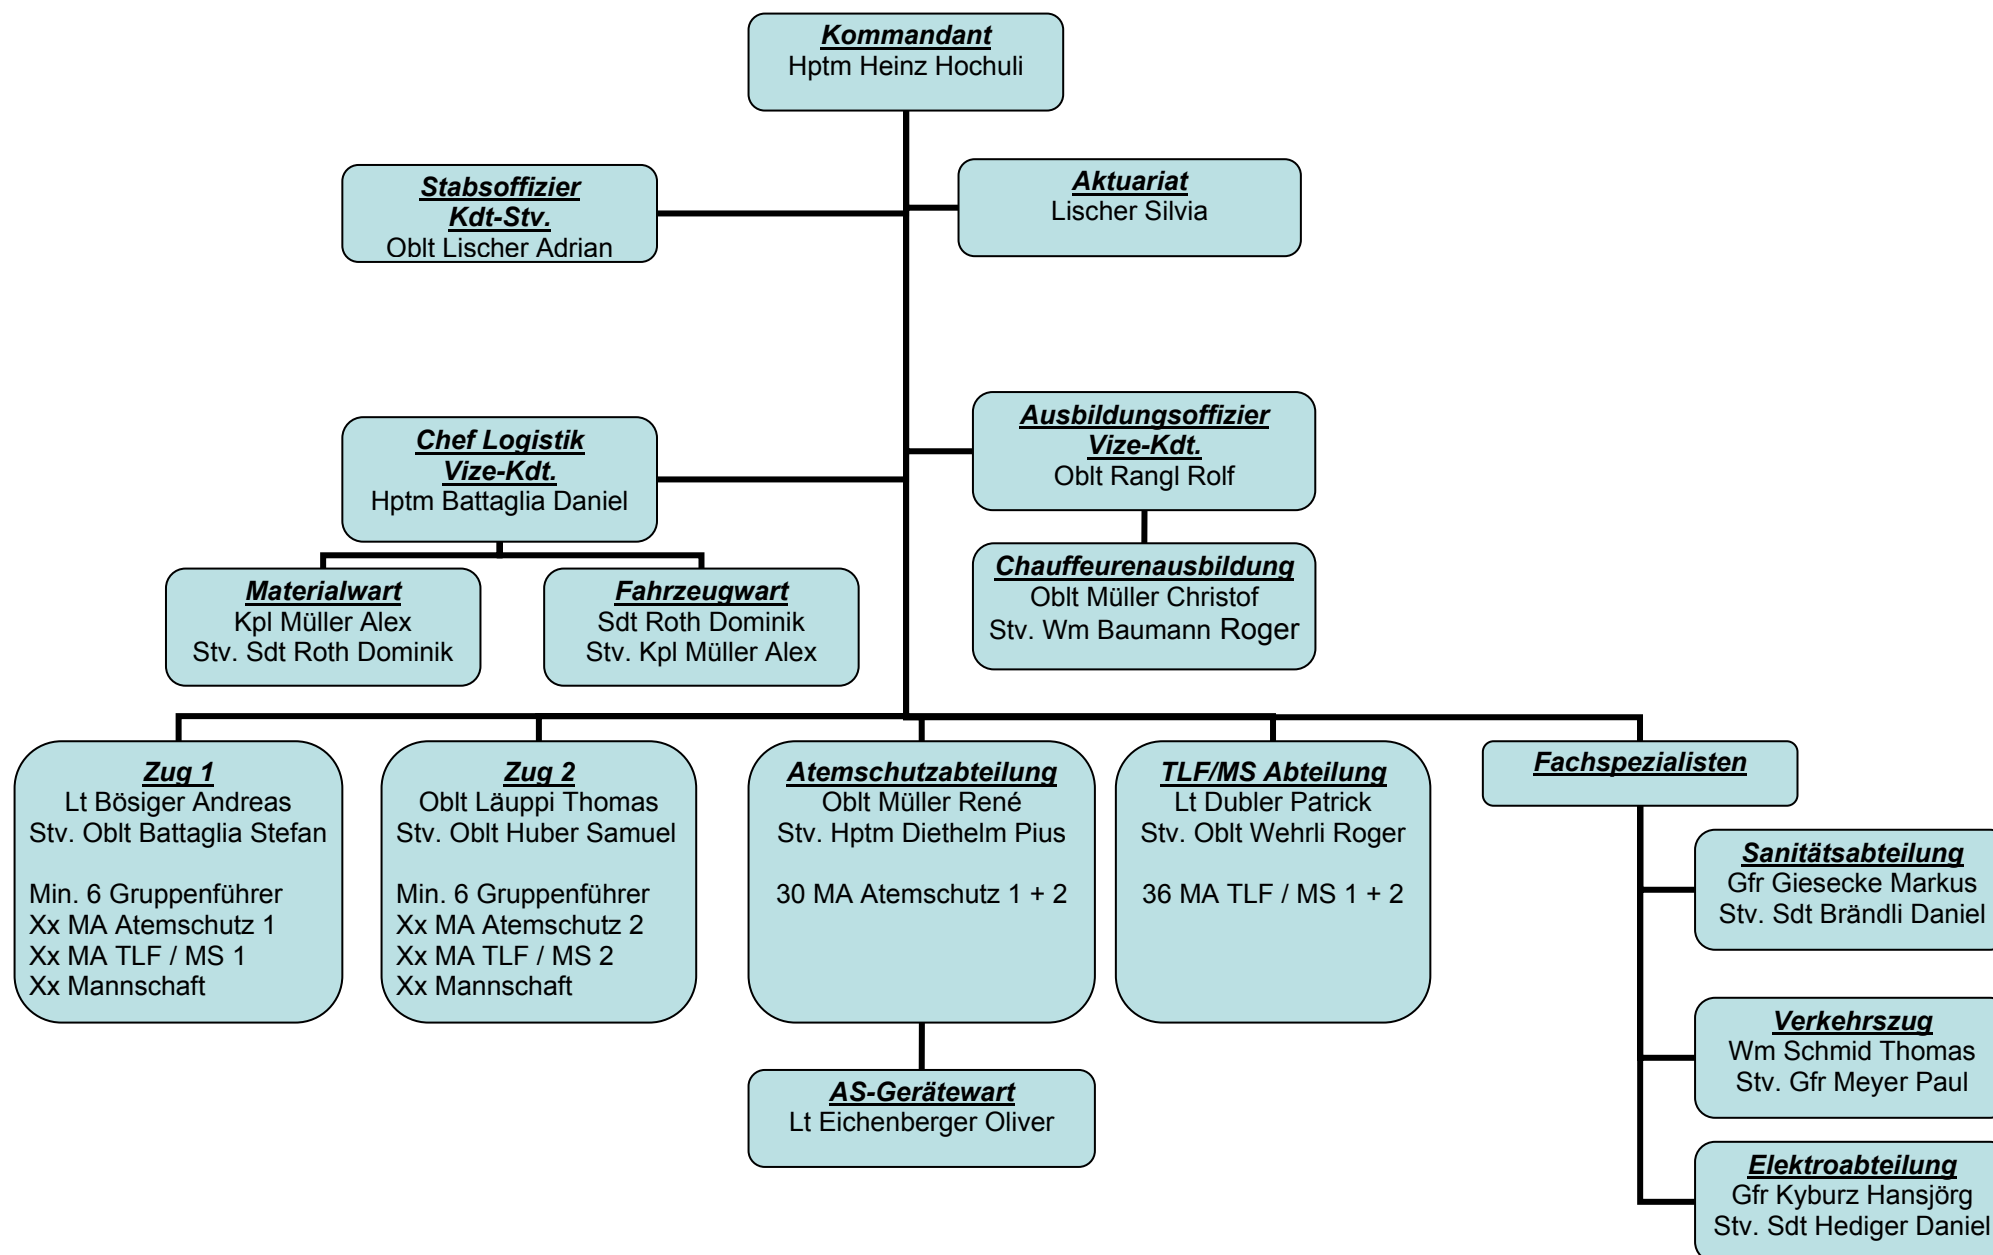 Kommandant
Hptm Heinz Hochuli
Stabsoffizier
Kdt-Stv.
Oblt Lischer Adrian
Aktuariat
Lischer Silvia
Chef Logistik
Vize-Kdt.
Hptm Battaglia Daniel
Ausbildungsoffizier
Vize-Kdt.
Oblt Rangl Rolf
Materialwart
Kpl Müller Alex
Stv. Sdt Roth Dominik
Fahrzeugwart
Sdt Roth Dominik
Stv. Kpl Müller Alex
Chauffeurenausbildung
Oblt Müller Christof
Stv. Wm Baumann Roger
Zug 1
Lt Bösiger Andreas
Stv. Oblt Battaglia Stefan
Min. 6 Gruppenführer
Xx MA Atemschutz 1
Xx MA TLF / MS 1
Xx Mannschaft
Zug 2
Oblt Läuppi Thomas
Stv. Oblt Huber Samuel
Min. 6 Gruppenführer
Xx MA Atemschutz 2
Xx MA TLF / MS 2
Xx Mannschaft
Atemschutzabteilung
Oblt Müller René
Stv. Hptm Diethelm Pius
30 MA Atemschutz 1 + 2
TLF/MS Abteilung
Lt Dubler Patrick
Stv. Oblt Wehrli Roger
36 MA TLF / MS 1 + 2
Fachspezialisten
Sanitätsabteilung
Gfr Giesecke Markus
Stv. Sdt Brändli Daniel
Verkehrszug
Wm Schmid Thomas
Stv. Gfr Meyer Paul
AS-Gerätewart
Lt Eichenberger Oliver
Elektroabteilung
Gfr Kyburz Hansjörg
Stv. Sdt Hediger Daniel